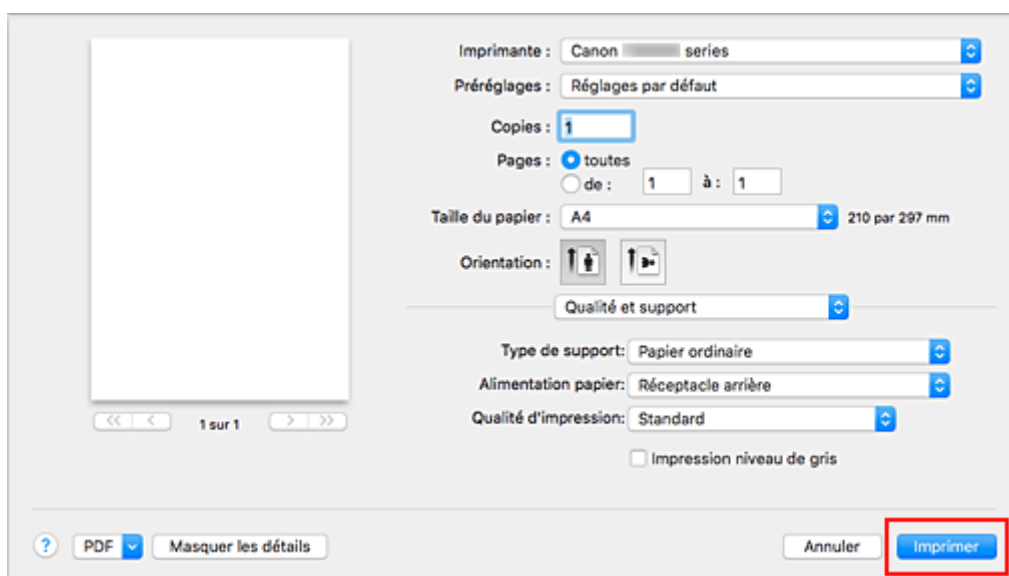 Imprimante : Canon series
Préréglages : Réglages par défaut
Copies : 1
Pages : toutes
de : 1 à : 1
Taille du papier : A4 210 par 297 mm
Orientation :
Qualité et support
Type de support: Papier ordinaire
Alimentation papier: Réceptacle arrière
<< < 1 sur 1 > >>
Qualité d'impression: Standard
Impression niveau de gris
? PDF Masquer les détails Annuler Imprimer